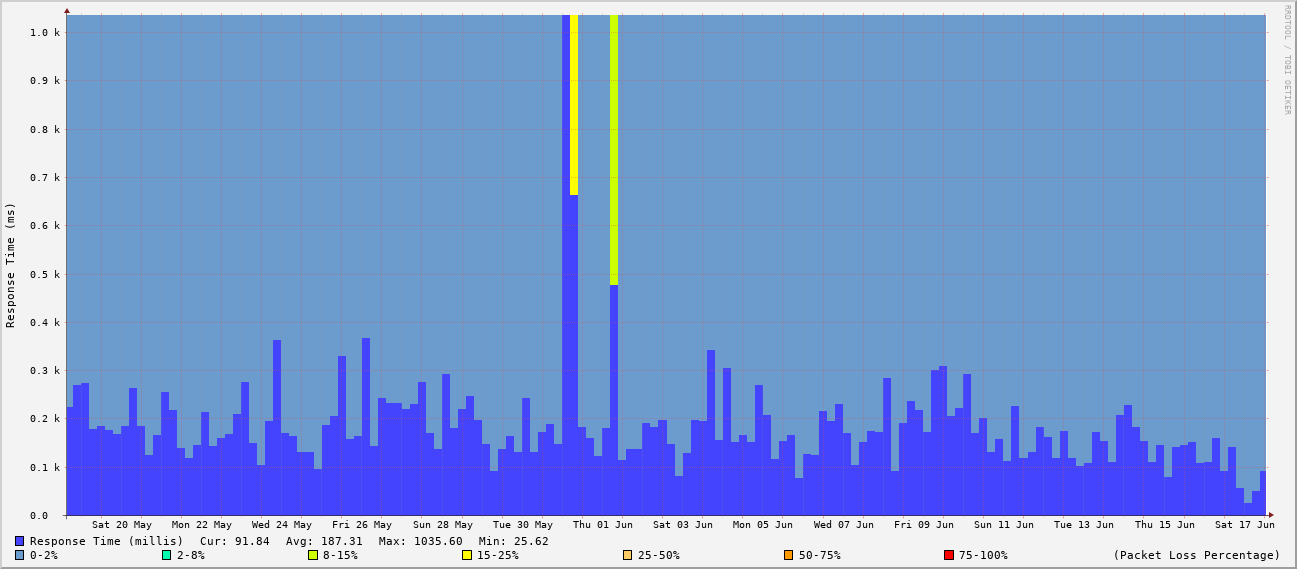 RRDTOOL / TOBI OETIKER
Response Time (ms)
1.0 k
0.9 k
0.8 k
0.7 k
0.6 k
0.5 k
0.4 k
0.3 k
0.2 k
0.1 k
0.0
Sat 20 May Mon 22 May Wed 24 May Fri 26 May Sun 28 May Tue 30 May Thu 01 Jun Sat 03 Jun Mon 05 Jun Wed 07 Jun Fri 09 Jun Sun 11 Jun Tue 13 Jun Thu 15 Jun Sat 17 Jun
Response Time (millis) Cur: 91.84 Avg: 187.31 Max: 1035.60 Min: 25.62
0-2% 2-8% 8-15% 15-25% 25-50% 50-75% 75-100% (Packet Loss Percentage)